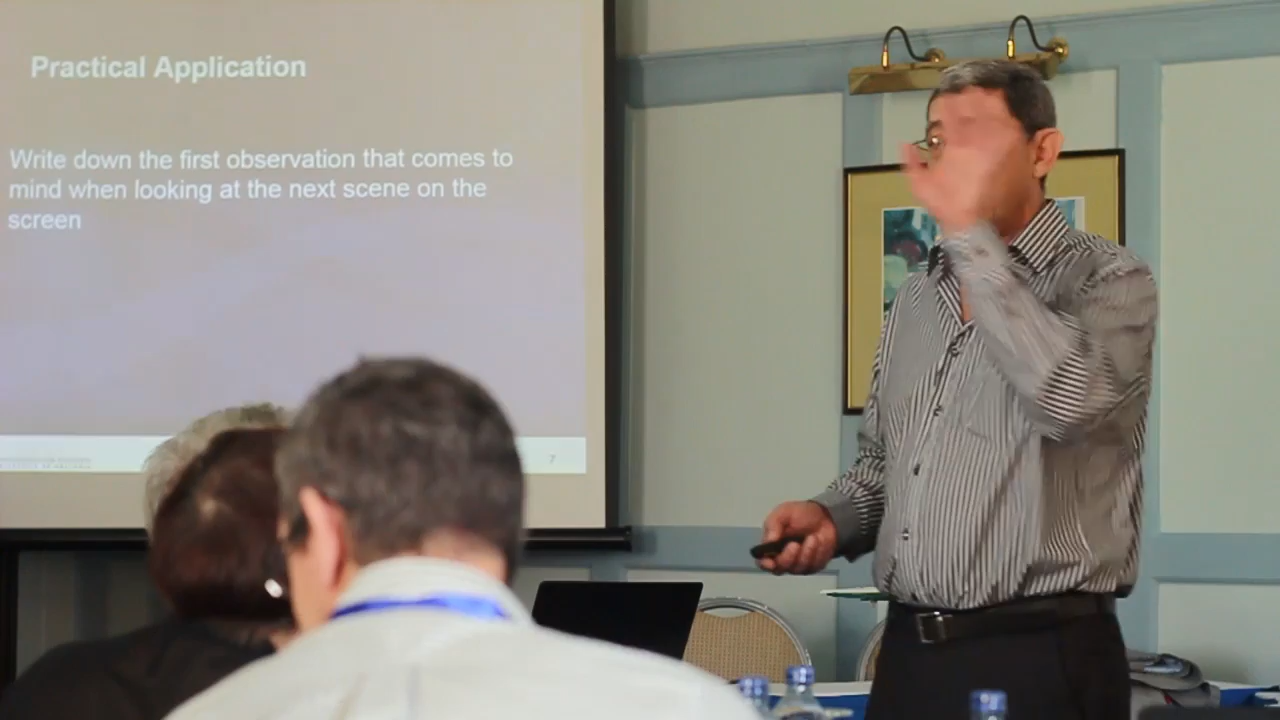 Practical Application
Write down the first observation that comes to
mind when looking at the next scene on the
screen
7